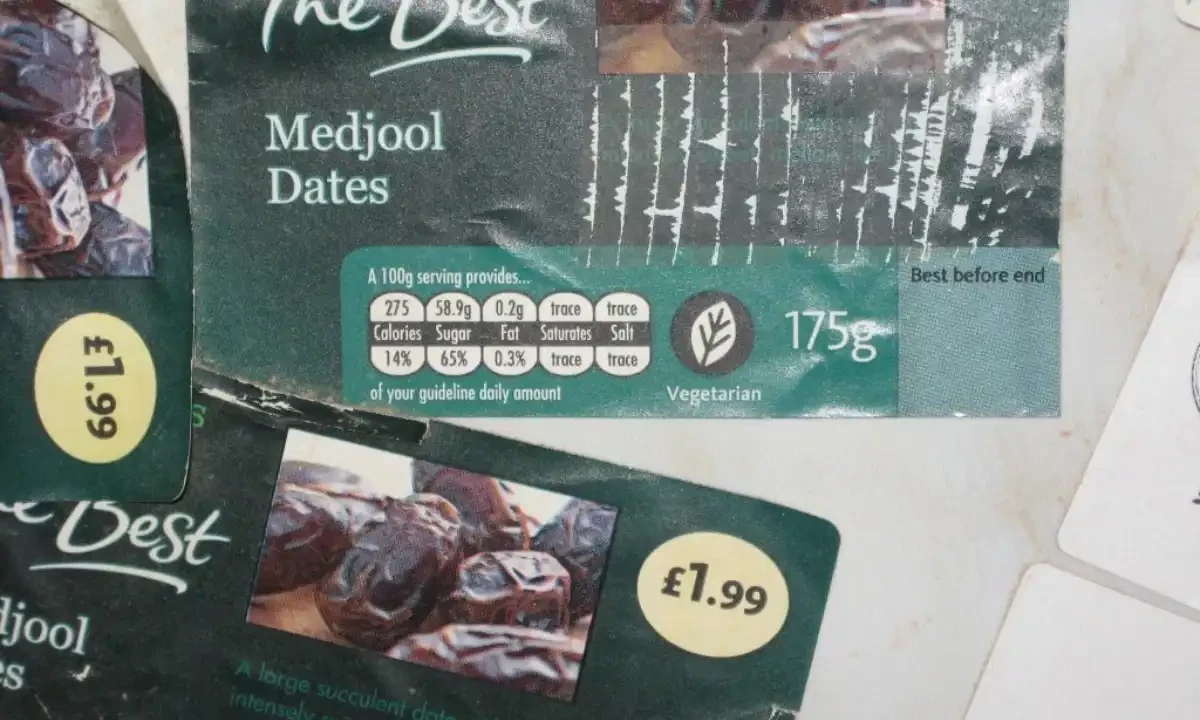 The Best
Medjool
Dates
A 100g serving provides...
275 58.9g 0.2g trace trace
Calories Sugar Fat Saturates Salt
14% 65% 0.3% trace trace
of your guideline daily amount
Vegetarian
175g
Best before end
£1.99
s
Best
djool
es
£1.99
A large succulent date
intensely